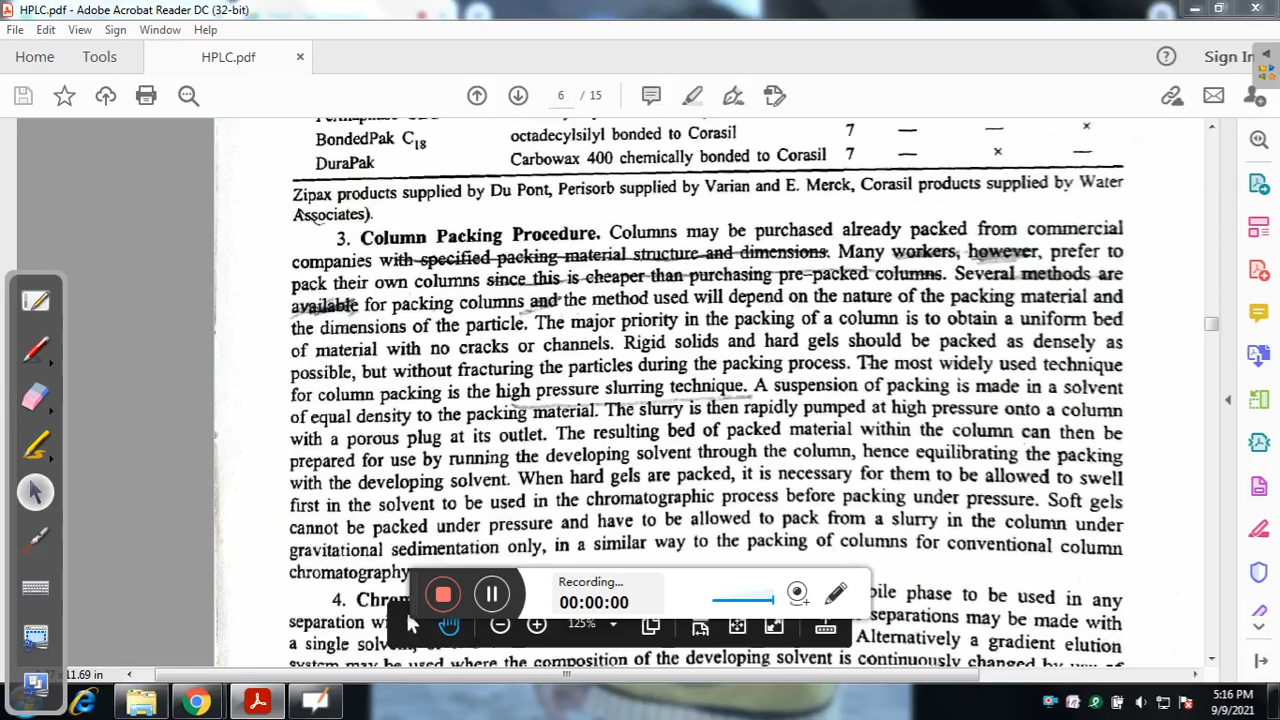 HPLC.pdf - Adobe Acrobat Reader DC (32-bit)
File Edit View Sign Window Help
Home Tools HPLC.pdf × Sign In
6 / 15
BondedPak C18 octadecylsilyl bonded to Corasil 7 — — ×
DuraPak Carbowax 400 chemically bonded to Corasil 7 — × —
Zipax products supplied by Du Pont, Perisorb supplied by Varian and E. Merck, Corasil products supplied by Water
Associates).
3. Column Packing Procedure. Columns may be purchased already packed from commercial
companies with specified packing material structure and dimensions. Many workers, however, prefer to
pack their own columns since this is cheaper than purchasing pre-packed columns. Several methods are
available for packing columns and the method used will depend on the nature of the packing material and
the dimensions of the particle. The major priority in the packing of a column is to obtain a uniform bed
of material with no cracks or channels. Rigid solids and hard gels should be packed as densely as
possible, but without fracturing the particles during the packing process. The most widely used technique
for column packing is the high pressure slurring technique. A suspension of packing is made in a solvent
of equal density to the packing material. The slurry is then rapidly pumped at high pressure onto a column
with a porous plug at its outlet. The resulting bed of packed material within the column can then be
prepared for use by running the developing solvent through the column, hence equilibrating the packing
with the developing solvent. When hard gels are packed, it is necessary for them to be allowed to swell
first in the solvent to be used in the chromatographic process before packing under pressure. Soft gels
cannot be packed under pressure and have to be allowed to pack from a slurry in the column under
gravitational sedimentation only, in a similar way to the packing of columns for conventional column
chromatography
4. phase to be used in any
separation separations may be made with
a single Alternatively a gradient elution
system may be used where the composition of the developing solvent is continuously changed by use of
Recording...
00:00:00
125%
11.69 in
5:16 PM
9/9/2021